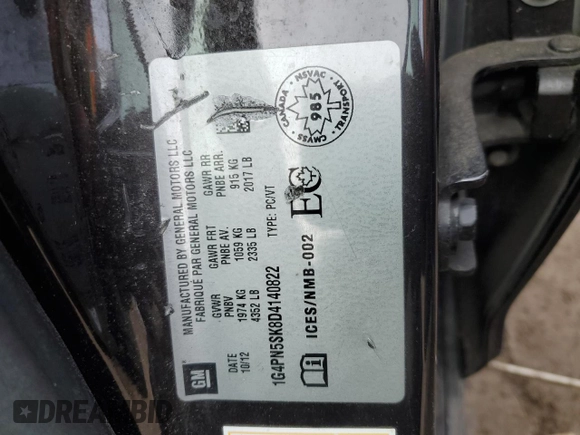 MANUFACTURED BY GENERAL MOTORS LLC
FABRIQUÉ PAR GENERAL MOTORS LLC
GVWR GAWR FRT GAWR RR
PNBV PNBE AV. PNBE ARR.
1974 KG 1059 KG 915 KG
4352 LB 2335 LB 2017 LB
GM
DATE
10/12
1G4PN5SK8D4140822 TYPE: PC/VT
ICES/NMB-002 EC
CANADA NSVAC
985
CMVSS TRANSPORT
DREAMBID